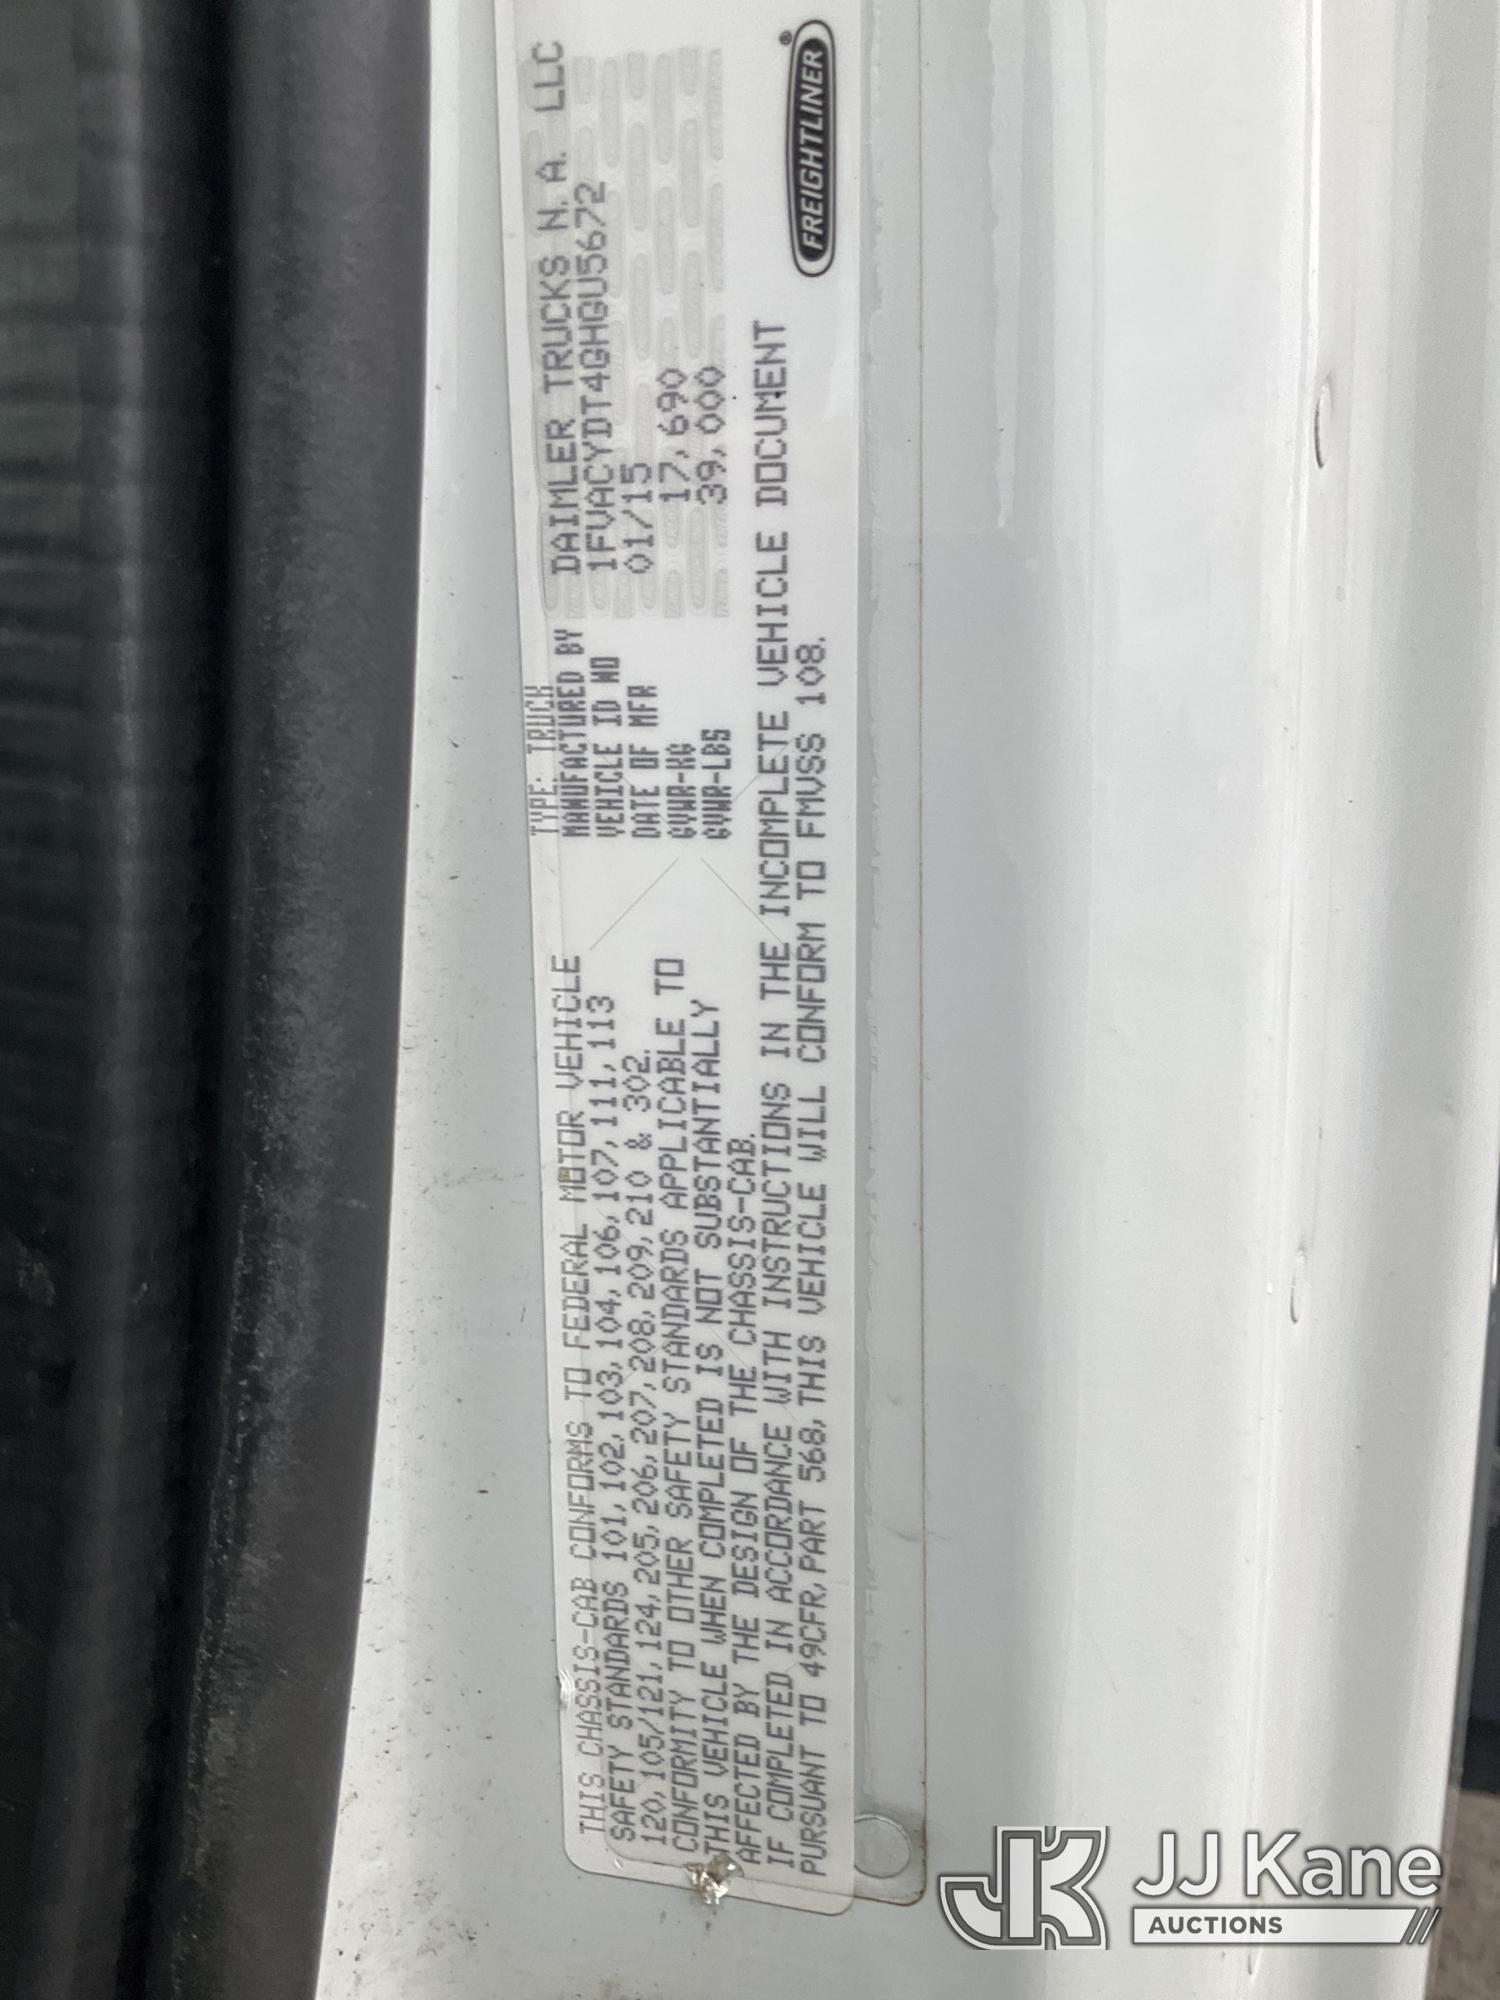 TYPE: TRUCK
MANUFACTURED BY DAIMLER TRUCKS N. A. LLC
VEHICLE ID NO 1FVACYDT4GHGU5672
DATE OF MFR 01/15
GVWR-KG 17,690
GVWR-LBS 39,000
THIS CHASSIS-CAB CONFORMS TO FEDERAL MOTOR VEHICLE
SAFETY STANDARDS 101, 102, 103, 104, 106, 107, 111, 113
120, 105/121, 124, 205, 206, 207, 208, 209, 210 & 302.
CONFORMITY TO OTHER SAFETY STANDARDS APPLICABLE TO
THIS VEHICLE WHEN COMPLETED IS NOT SUBSTANTIALLY
AFFECTED BY THE DESIGN OF THE CHASSIS-CAB.
IF COMPLETED IN ACCORDANCE WITH INSTRUCTIONS IN THE INCOMPLETE VEHICLE DOCUMENT
PURSUANT TO 49CFR, PART 568, THIS VEHICLE WILL CONFORM TO FMVSS 108.
FREIGHTLINER®
JK JJ Kane
AUCTIONS